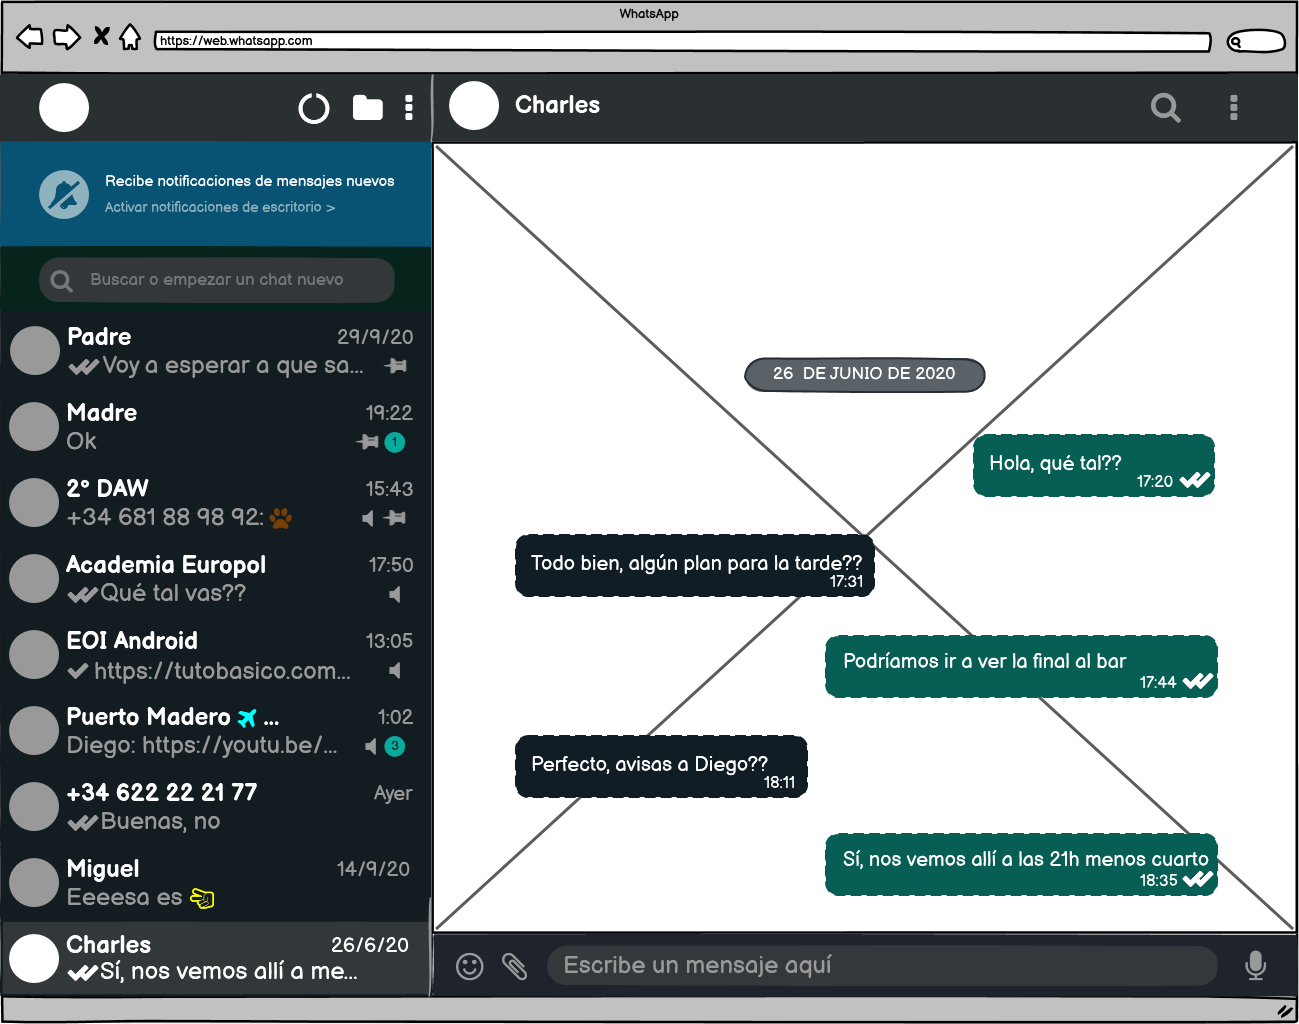 WhatsApp
https://web.whatsapp.com
Charles
Recibe notificaciones de mensajes nuevos
Activar notificaciones de escritorio >
Buscar o empezar un chat nuevo
Padre 29/9/20
Voy a esperar a que sa...
Madre 19:22
Ok 1
2º DAW 15:43
+34 681 88 98 92:
Academia Europol 17:50
Qué tal vas??
EOI Android 13:05
https://tutobasico.com...
Puerto Madero ... 1:02
Diego: https://youtu.be/... 3
+34 622 22 21 77 Ayer
Buenas, no
Miguel 14/9/20
Eeeesa es
Charles 26/6/20
Sí, nos vemos allí a me...
26 DE JUNIO DE 2020
Hola, qué tal??
17:20
Todo bien, algún plan para la tarde??
17:31
Podríamos ir a ver la final al bar
17:44
Perfecto, avisas a Diego??
18:11
Sí, nos vemos allí a las 21h menos cuarto
18:35
Escribe un mensaje aquí